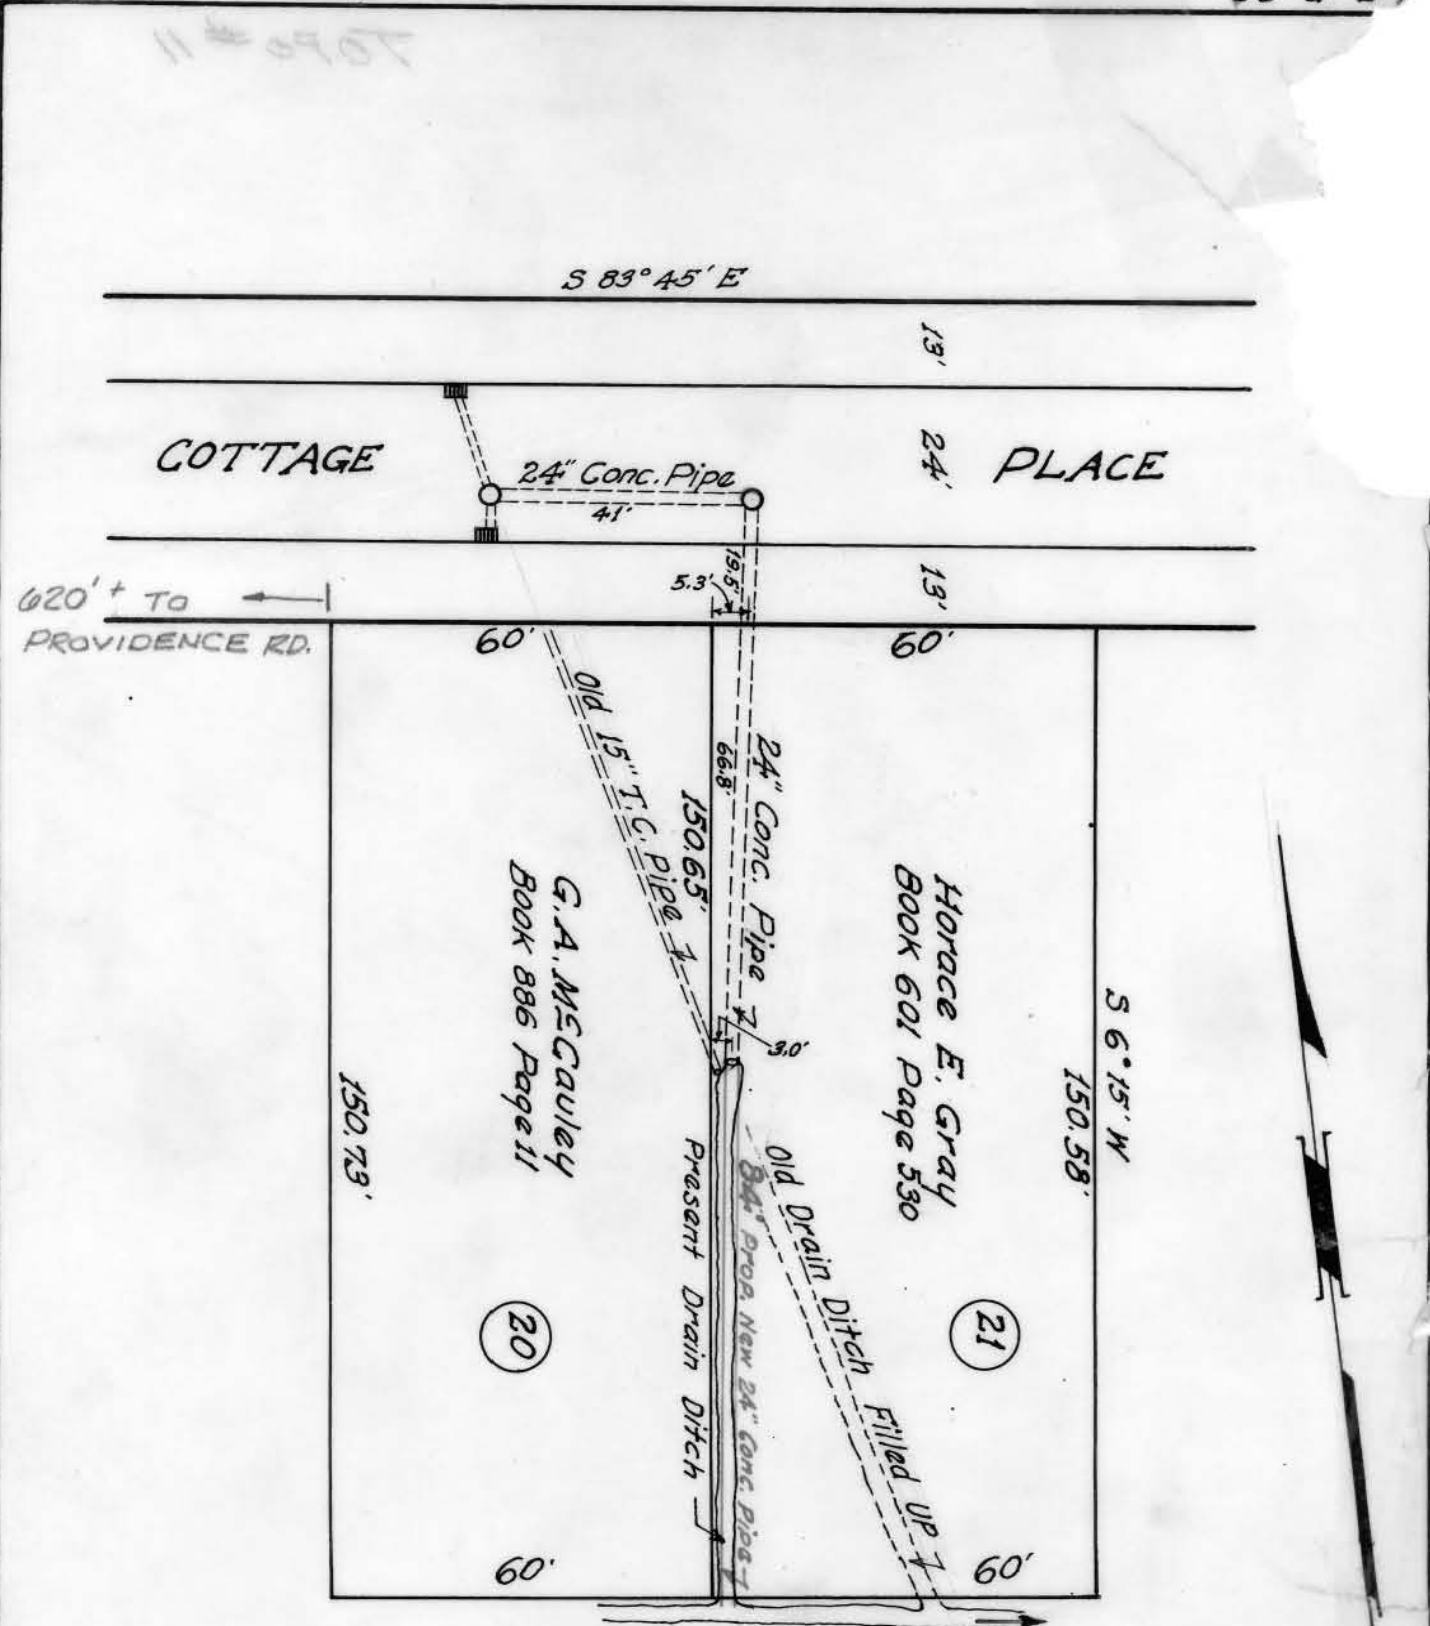 TOPO # 11
S 83° 45' E
13'
COTTAGE
24'
PLACE
24" Conc. Pipe
41'
19.5'
5.3'
13'
620' + TO
PROVIDENCE RD.
60'
60'
Old 15" T.C. Pipe
150.65'
66.8'
24" Conc. Pipe
3.0'
G.A. McCauley
BOOK 886 Page 11
Horace E. Gray
BOOK 601 Page 530
S 6° 15' W
150.58'
150.73'
Present Drain Ditch
84' Prop. New 24" Conc. Pipe
Old Drain Ditch Filled UP
20
21
60'
60'